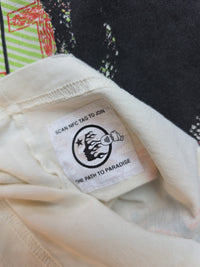 SCAN NFC TAG TO JOIN
THE PATH TO PARADISE